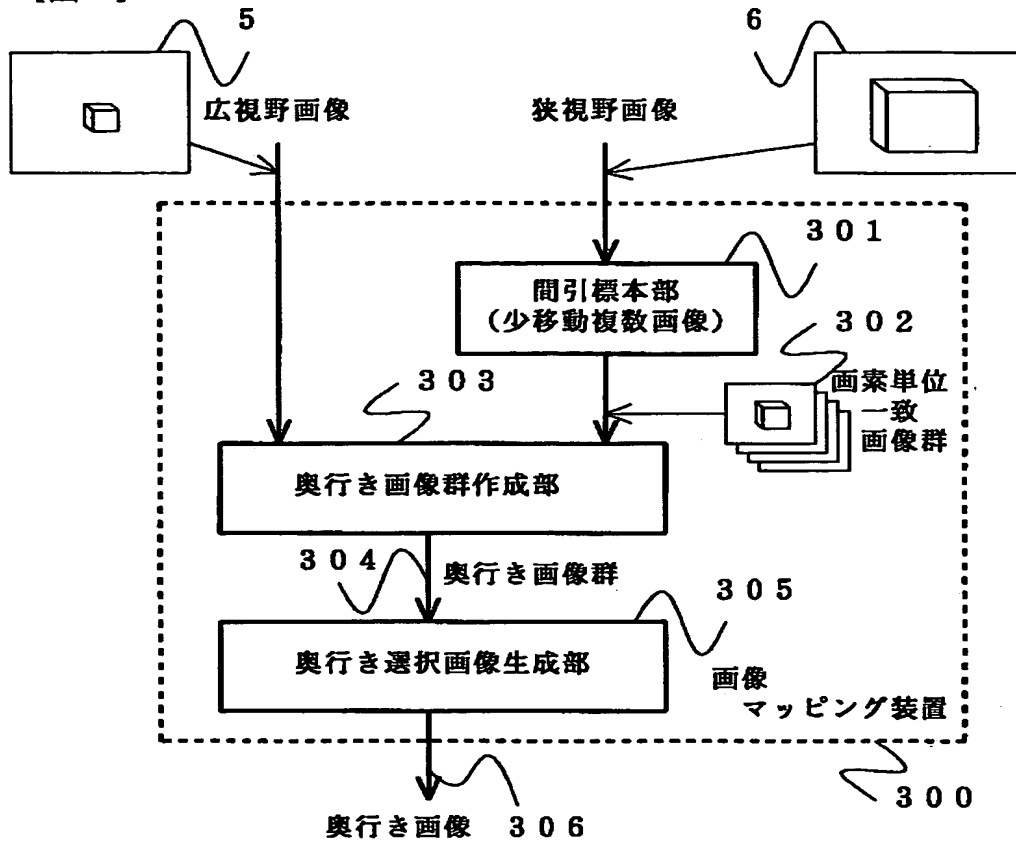 5
6
広視野画像
狭視野画像
301
間引標本部
(少移動複数画像)
302
303
画素単位
一致
画像群
奥行き画像群作成部
304
奥行き画像群
305
奥行き選択画像生成部
画像
マッピング装置
300
奥行き画像
306